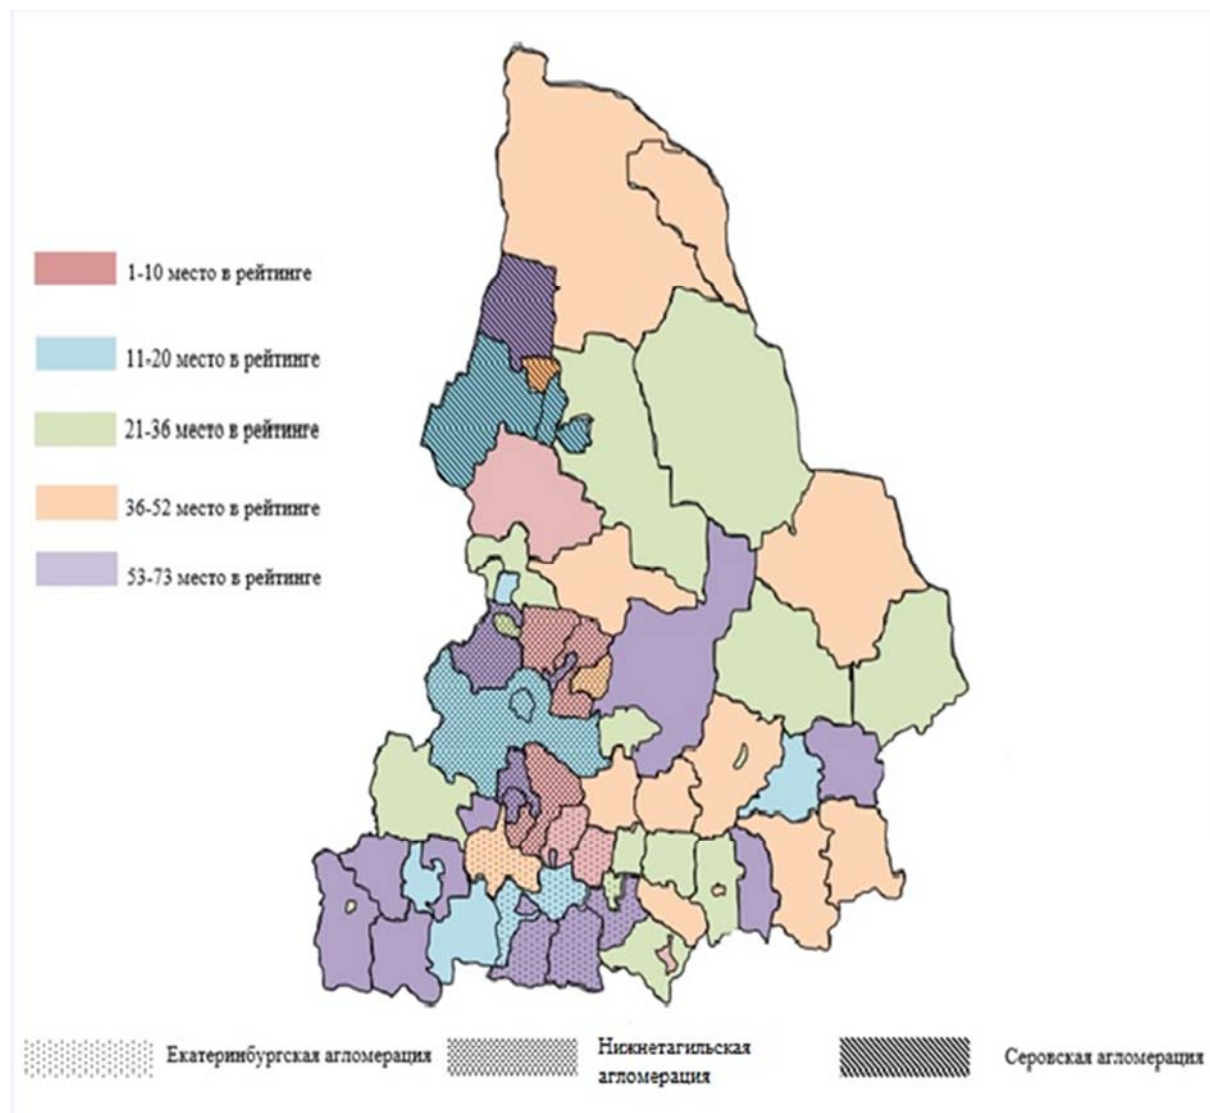 1-10 место в рейтинге
11-20 место в рейтинге
21-36 место в рейтинге
36-52 место в рейтинге
53-73 место в рейтинге
Екатеринбургская агломерация
Нижнетагильская
агломерация
Серовская агломерация